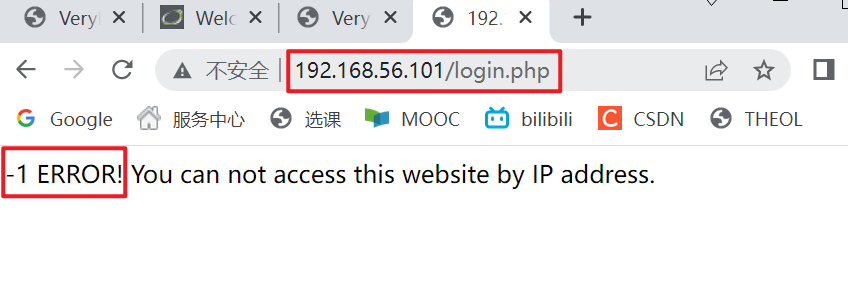 Very Welc Very 192.
不安全 192.168.56.101/login.php
Google 服务中心 选课 MOOC bilibili CSDN THEOL
-1 ERROR! You can not access this website by IP address.